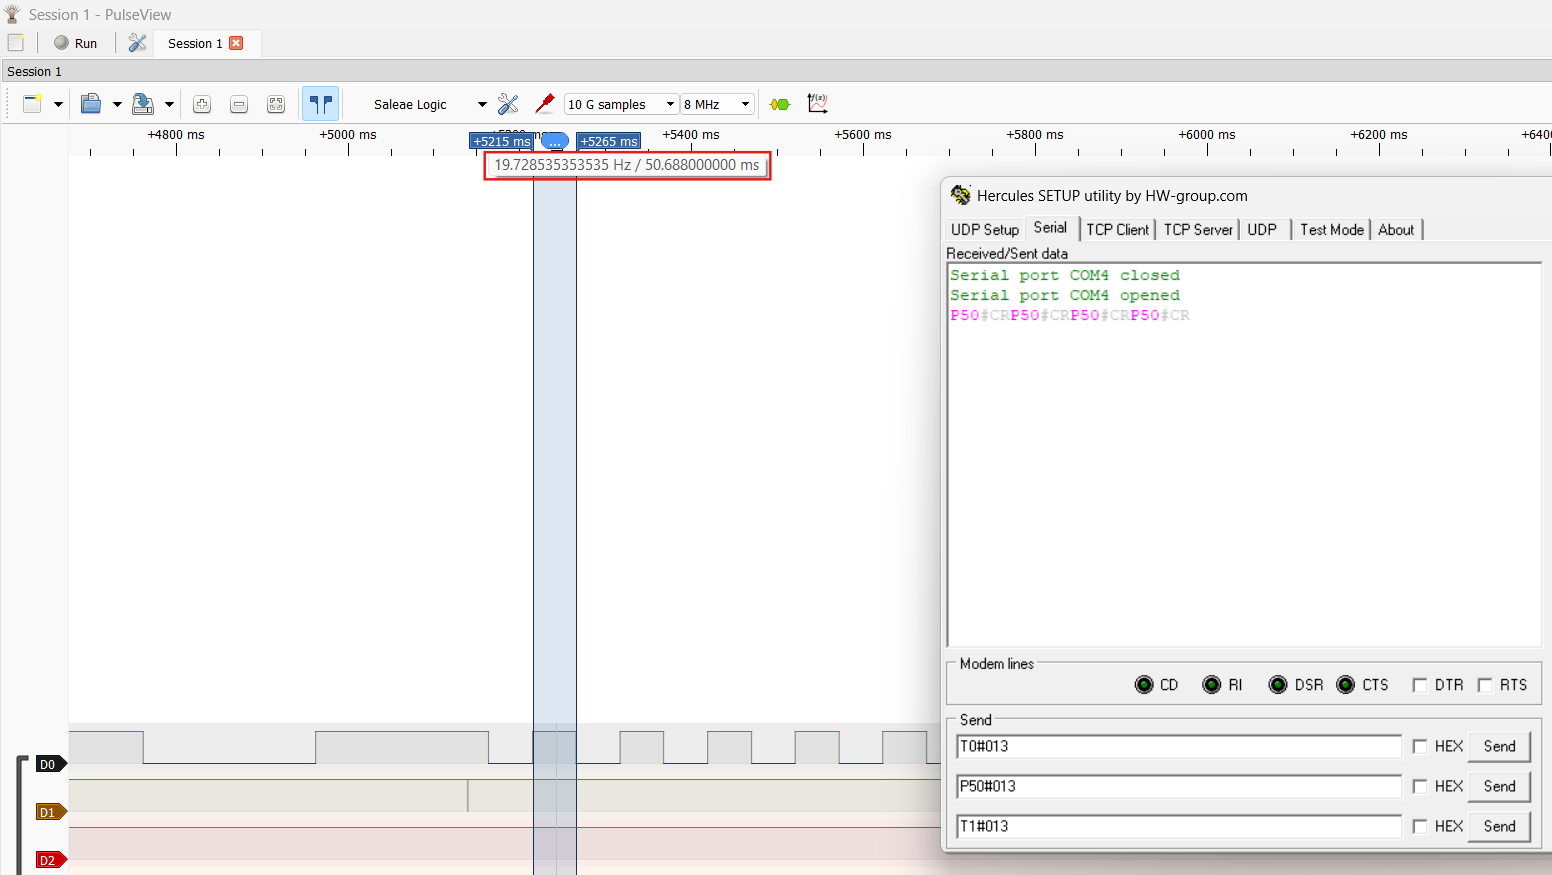 Session 1 - PulseView
Run
Session 1
Session 1
Saleae Logic
10 G samples
8 MHz
f(x)
+4800 ms +5000 ms ms +5400 ms +5600 ms +5800 ms +6000 ms +6200 ms
+5215 ms ... +5265 ms
19.728535353535 Hz / 50.688000000 ms
Hercules SETUP utility by HW-group.com
UDP Setup Serial TCP Client TCP Server UDP Test Mode About
Received/Sent data
Serial port COM4 closed
Serial port COM4 opened
P50#CRP50#CRP50#CRP50#CR
Modem lines
CD RI DSR CTS DTR RTS
Send
T0#013 HEX Send
P50#013 HEX Send
T1#013 HEX Send
D0
D1
D2